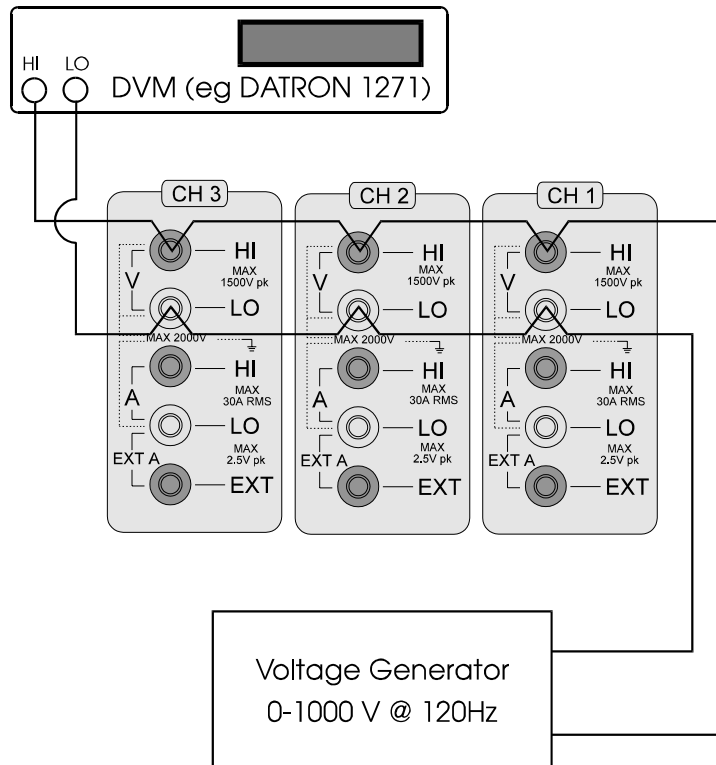 HI LO
DVM (eg DATRON 1271)
CH 3
HI
MAX
1500V pk
V
LO
MAX 2000V
HI
MAX
30A RMS
A
LO
MAX
2.5V pk
EXT A
EXT
CH 2
HI
MAX
1500V pk
V
LO
MAX 2000V
HI
MAX
30A RMS
A
LO
MAX
2.5V pk
EXT A
EXT
CH 1
HI
MAX
1500V pk
V
LO
MAX 2000V
HI
MAX
30A RMS
A
LO
MAX
2.5V pk
EXT A
EXT
Voltage Generator
0-1000 V @ 120Hz